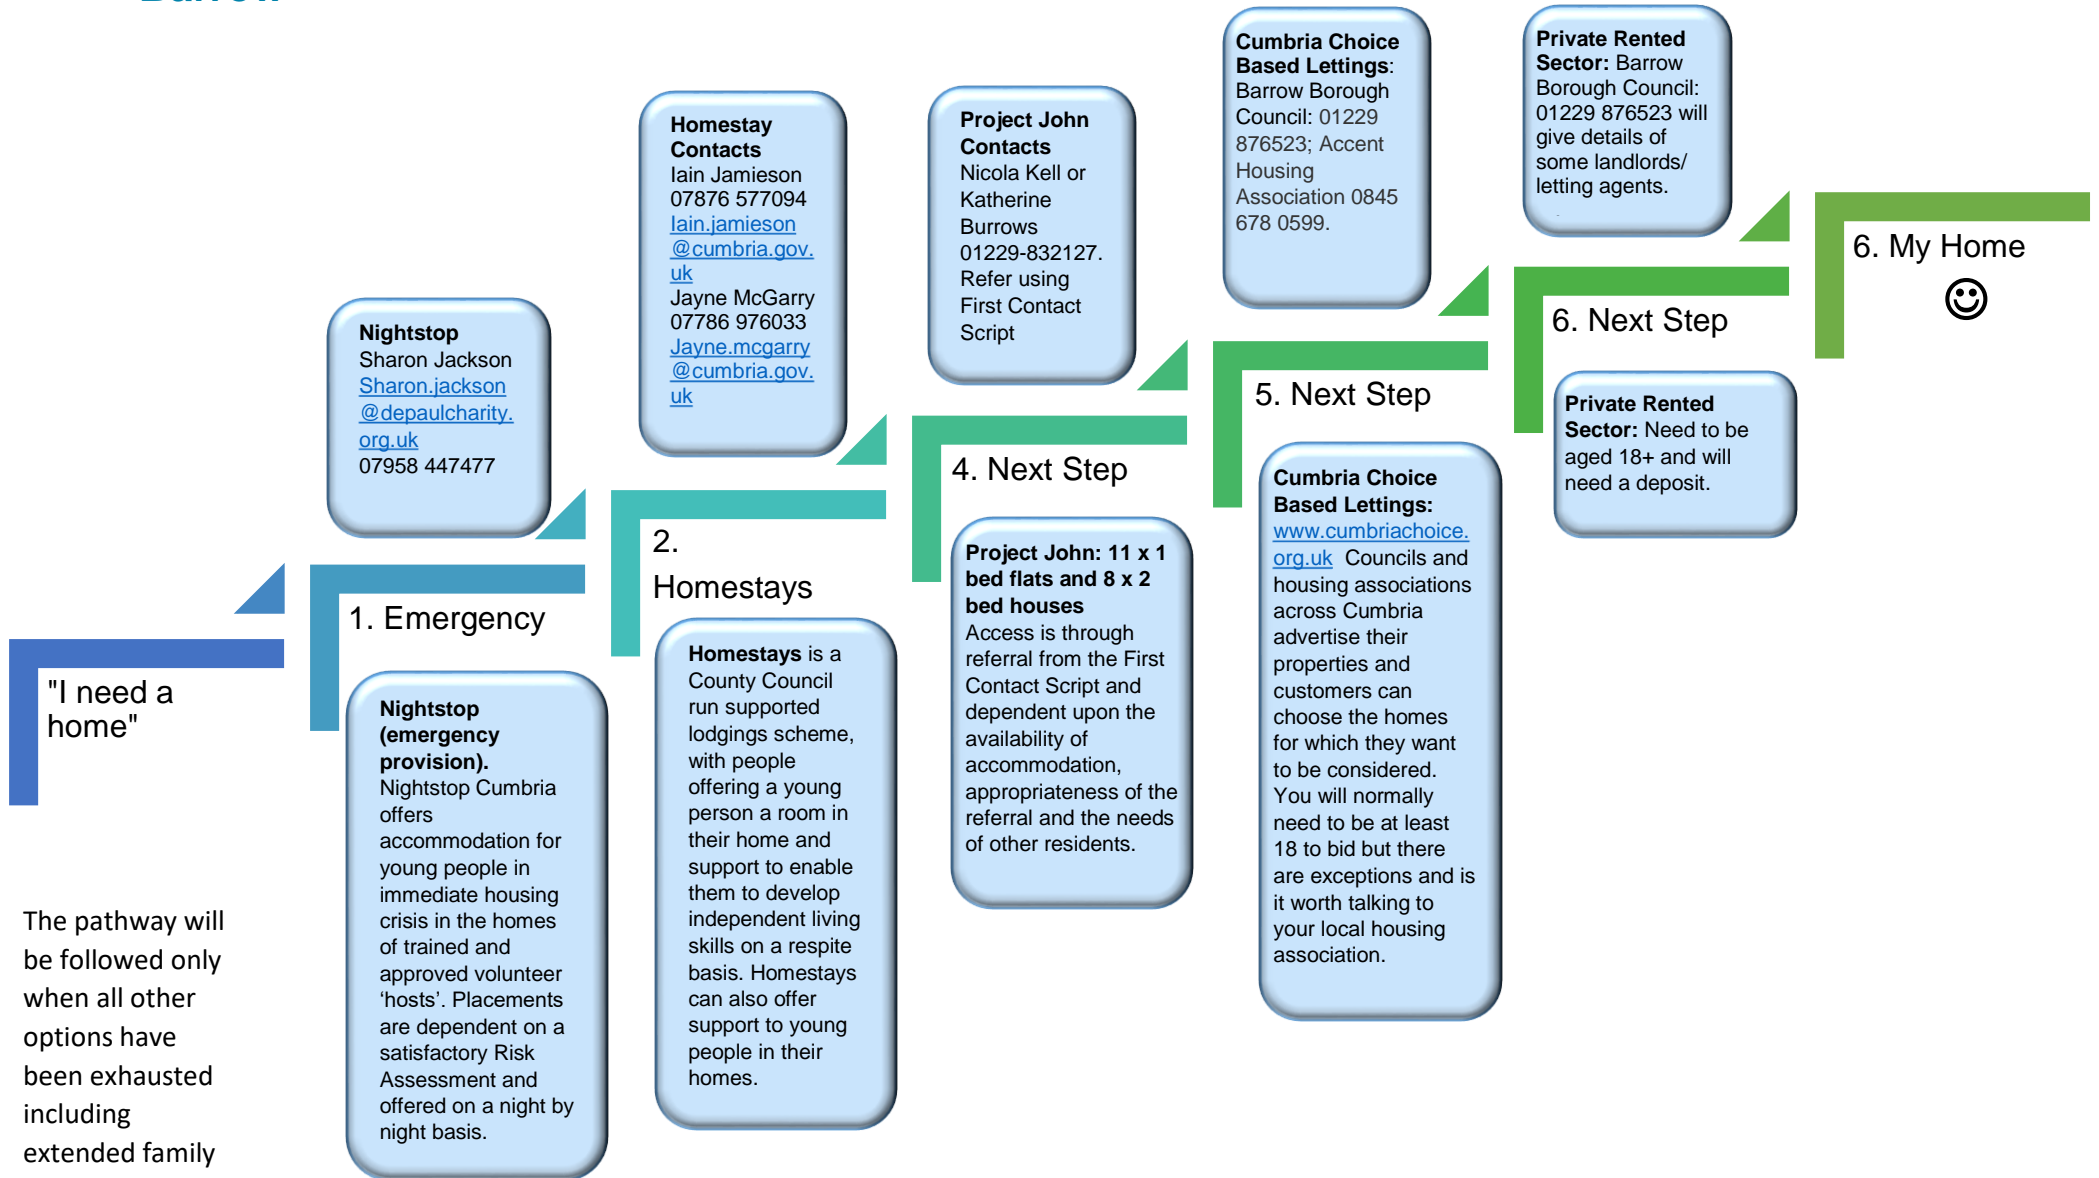 Barrow
Cumbria Choice
Based Lettings:
Barrow Borough
Council: 01229
876523; Accent
Housing
Association 0845
678 0599.
Private Rented
Sector: Barrow
Borough Council:
01229 876523 will
give details of
some landlords/
letting agents.
Homestay
Contacts
Iain Jamieson
07876 577094
Iain.jamieson
@cumbria.gov.
uk
Jayne McGarry
07786 976033
Jayne.mcgarry
@cumbria.gov.
uk
Project John
Contacts
Nicola Kell or
Katherine
Burrows
01229-832127.
Refer using
First Contact
Script
Nightstop
Sharon Jackson
Sharon.jackson
@depaulcharity.
org.uk
07958 447477
"I need a
home"
1. Emergency
2.
Homestays
4. Next Step
5. Next Step
6. Next Step
6. My Home
Nightstop
(emergency
provision).
Nightstop Cumbria
offers
accommodation for
young people in
immediate housing
crisis in the homes
of trained and
approved volunteer
‘hosts’. Placements
are dependent on a
satisfactory Risk
Assessment and
offered on a night by
night basis.
Homestays is a
County Council
run supported
lodgings scheme,
with people
offering a young
person a room in
their home and
support to enable
them to develop
independent living
skills on a respite
basis. Homestays
can also offer
support to young
people in their
homes.
Project John: 11 x 1
bed flats and 8 x 2
bed houses
Access is through
referral from the First
Contact Script and
dependent upon the
availability of
accommodation,
appropriateness of the
referral and the needs
of other residents.
Cumbria Choice
Based Lettings:
www.cumbriachoice.
org.uk Councils and
housing associations
across Cumbria
advertise their
properties and
customers can
choose the homes
for which they want
to be considered.
You will normally
need to be at least
18 to bid but there
are exceptions and is
it worth talking to
your local housing
association.
Private Rented
Sector: Need to be
aged 18+ and will
need a deposit.
The pathway will
be followed only
when all other
options have
been exhausted
including
extended family